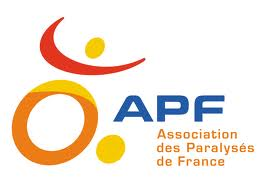 APF
Association
des Paralysés
de France